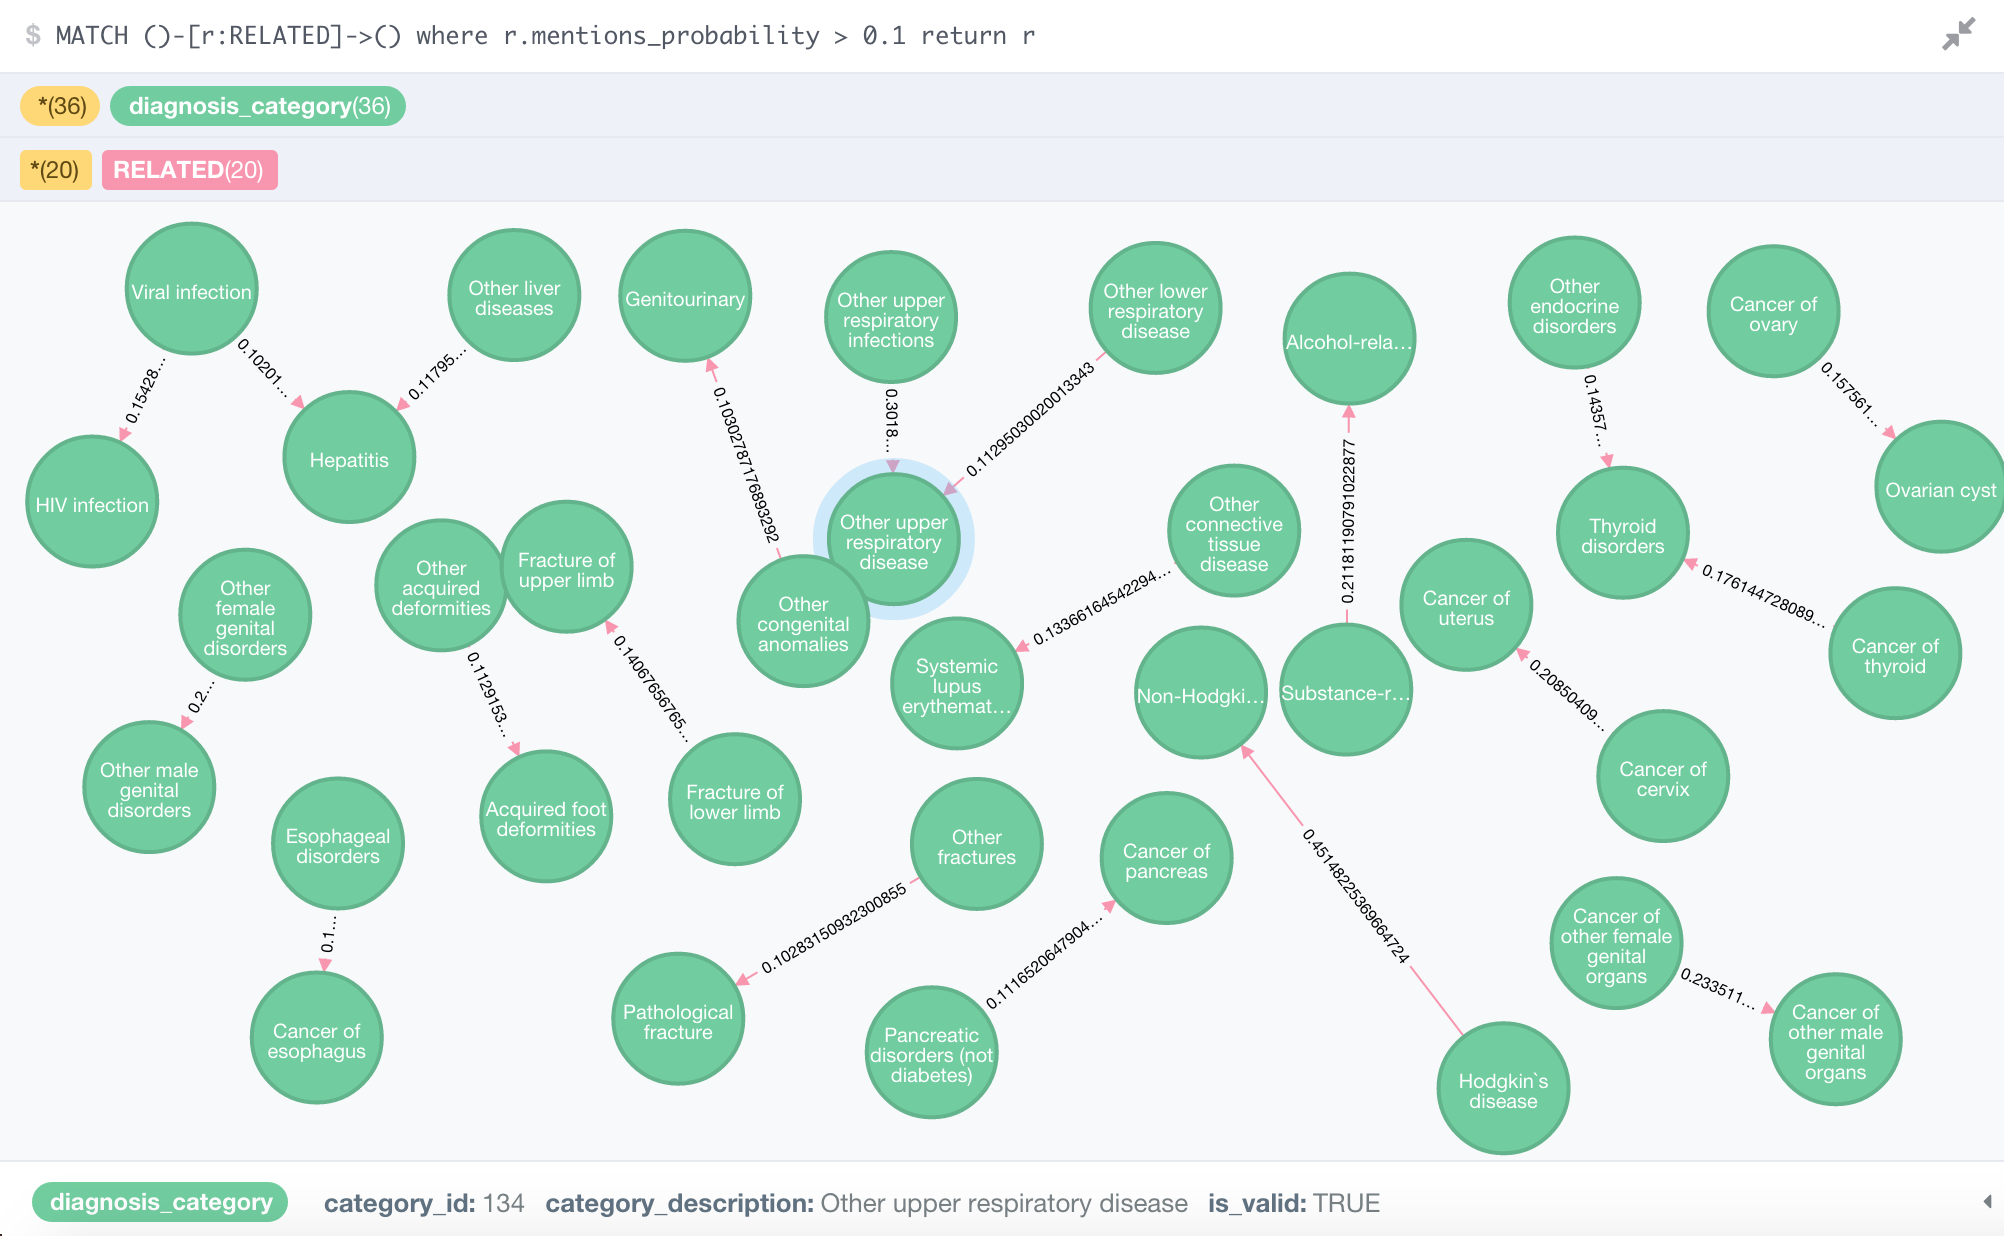 $ MATCH ()-[r:RELATED]->() where r.mentions_probability > 0.1 return r
*(36) diagnosis_category(36)
*(20) RELATED(20)
Viral infection
Other liver
diseases
Genitourinary
Other upper
respiratory
infections
Other lower
respiratory
disease
Alcohol-rela…
Other
endocrine
disorders
Cancer of
ovary
0.15428…
0.10201…
0.11795…
0.10302787176893292
0.3018…
0.11295030020013343
0.21181190791022877
0.14357…
0.157561…
HIV infection
Hepatitis
Other upper
respiratory
disease
Other
connective
tissue
disease
Thyroid
disorders
Ovarian cyst
Other
female
genital
disorders
Other
acquired
deformities
Fracture of
upper limb
Other
congenital
anomalies
0.13366164542294…
Cancer of
uterus
0.176144728089…
Cancer of
thyroid
0.2…
0.1129153…
0.14067656765…
Systemic
lupus
erythemat…
Non-Hodgki…
Substance-r…
0.20850409…
Other male
genital
disorders
Esophageal
disorders
Acquired foot
deformities
Fracture of
lower limb
Other
fractures
Cancer of
pancreas
Cancer of
cervix
0.1…
0.10283150932300855
0.1116520647904…
0.45148225369664724
Cancer of
other female
genital
organs
0.233511…
Cancer of
esophagus
Pathological
fracture
Pancreatic
disorders (not
diabetes)
Hodgkin`s
disease
Cancer of
other male
genital
organs
diagnosis_category category_id: 134 category_description: Other upper respiratory disease is_valid: TRUE